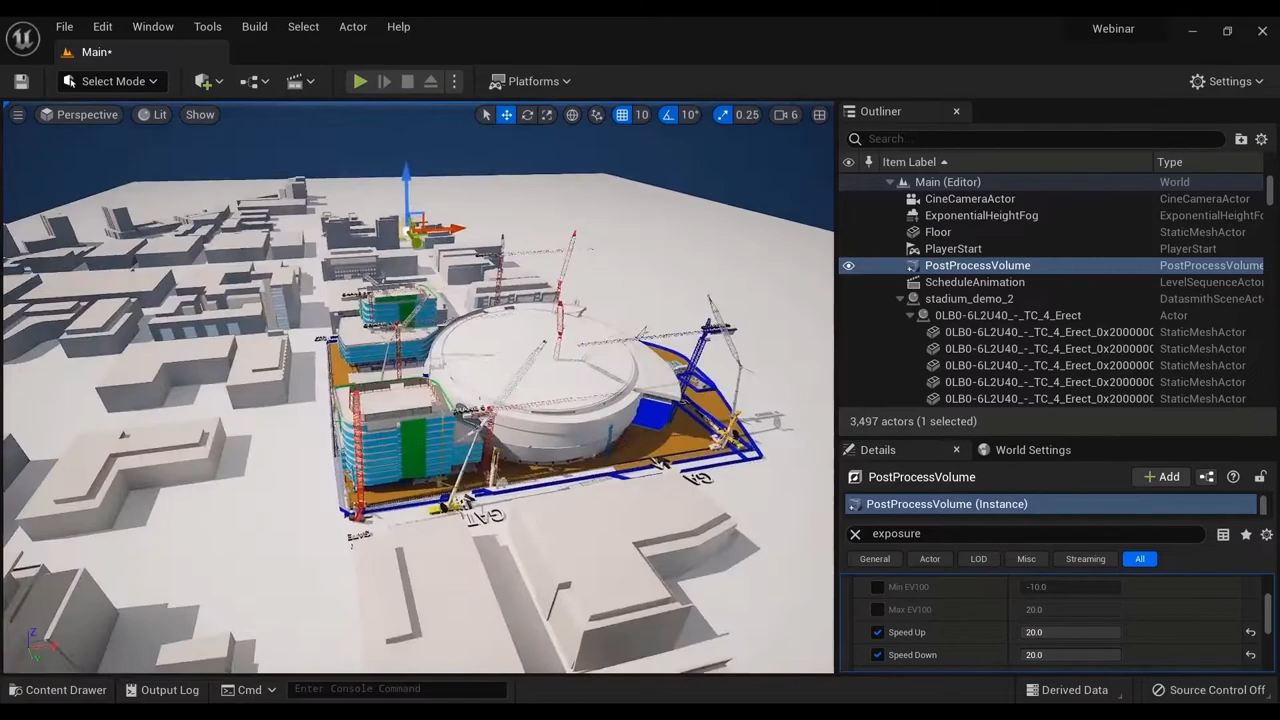 File Edit Window Tools Build Select Actor Help
Webinar
Main*
Select Mode
Platforms
Settings
Perspective Lit Show
10 10° 0.25 6
Outliner
Search...
Item Label Type
Main (Editor) World
CineCameraActor CineCameraActor
ExponentialHeightFog ExponentialHeightFo
Floor StaticMeshActor
PlayerStart PlayerStart
PostProcessVolume PostProcessVolume
ScheduleAnimation LevelSequenceActo
stadium_demo_2 DatasmithSceneActo
0LB0-6L2U40_-_TC_4_Erect Actor
0LB0-6L2U40_-_TC_4_Erect_0x2000000 StaticMeshActor
0LB0-6L2U40_-_TC_4_Erect_0x2000000 StaticMeshActor
0LB0-6L2U40_-_TC_4_Erect_0x2000000 StaticMeshActor
0LB0-6L2U40_-_TC_4_Erect_0x2000000 StaticMeshActor
0LB0-6L2U40_-_TC_4_Erect_0x2000000 StaticMeshActor
3,497 actors (1 selected)
Details World Settings
PostProcessVolume Add
PostProcessVolume (Instance)
exposure
General Actor LOD Misc Streaming All
Min EV100 -10.0
Max EV100 20.0
Speed Up 20.0
Speed Down 20.0
Z
X
Y
Content Drawer Output Log Cmd Enter Console Command Derived Data Source Control Off